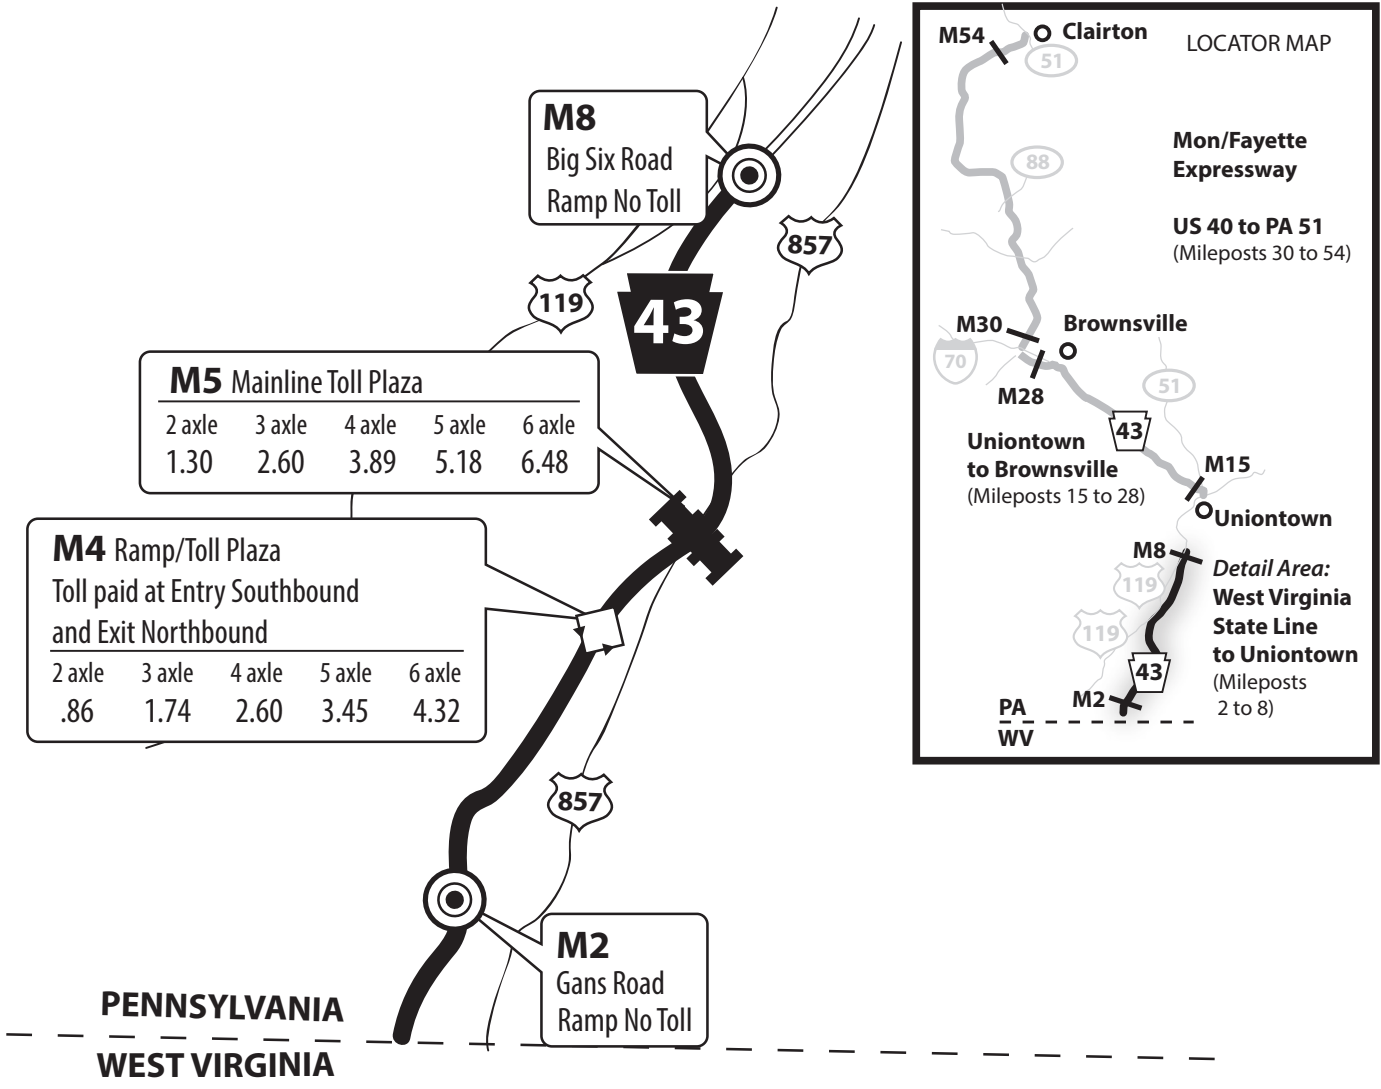 M8
Big Six Road
Ramp No Toll
857
119
43
M5 Mainline Toll Plaza
2 axle 3 axle 4 axle 5 axle 6 axle
1.30 2.60 3.89 5.18 6.48
M4 Ramp/Toll Plaza
Toll paid at Entry Southbound
and Exit Northbound
2 axle 3 axle 4 axle 5 axle 6 axle
.86 1.74 2.60 3.45 4.32
857
M2
Gans Road
Ramp No Toll
PENNSYLVANIA
WEST VIRGINIA
M54
Clairton
LOCATOR MAP
51
Mon/Fayette
Expressway
88
US 40 to PA 51
(Mileposts 30 to 54)
M30
Brownsville
70
M28
51
43
Uniontown
to Brownsville
(Mileposts 15 to 28)
M15
Uniontown
M8
119
Detail Area:
West Virginia
State Line
to Uniontown
(Mileposts
2 to 8)
119
43
M2
PA
WV